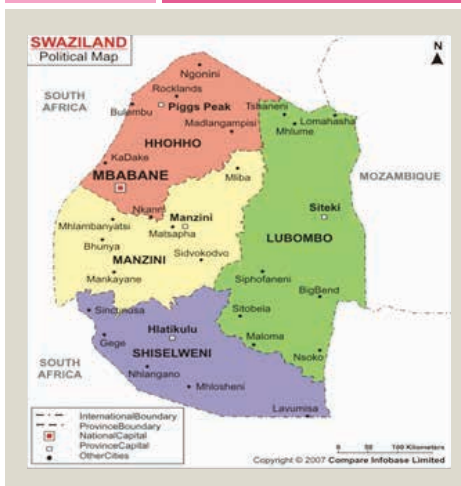 SWAZILAND
Political Map
N
Ngonini
Rocklands
SOUTH
AFRICA
Piggs Peak
Tshaneni
Bulembu
Lomahasha
Madlangampisi
Mhlume
HHOHHO
KaDake
MBABANE
MOZAMBIQUE
Mliba
Nkanni
Manzini
Siteki
Mhlambanyatsi
Matsapha
LUBOMBO
Bhunya
Sidvokodvo
MANZINI
Siphofaneni
Mankayane
BigBend
Sincunusa
Sitobela
Hlatikulu
Gege
Maloma
SHISELWENI
Nsoko
SOUTH
AFRICA
Nhlangano
Mhlosheni
Lavumisa
InternationalBoundary
ProvinceBoundary
NationalCapital
ProvinceCapital
OtherCities
0 50 100 Kilometers
Copyright © 2007 Compare Infobase Limited